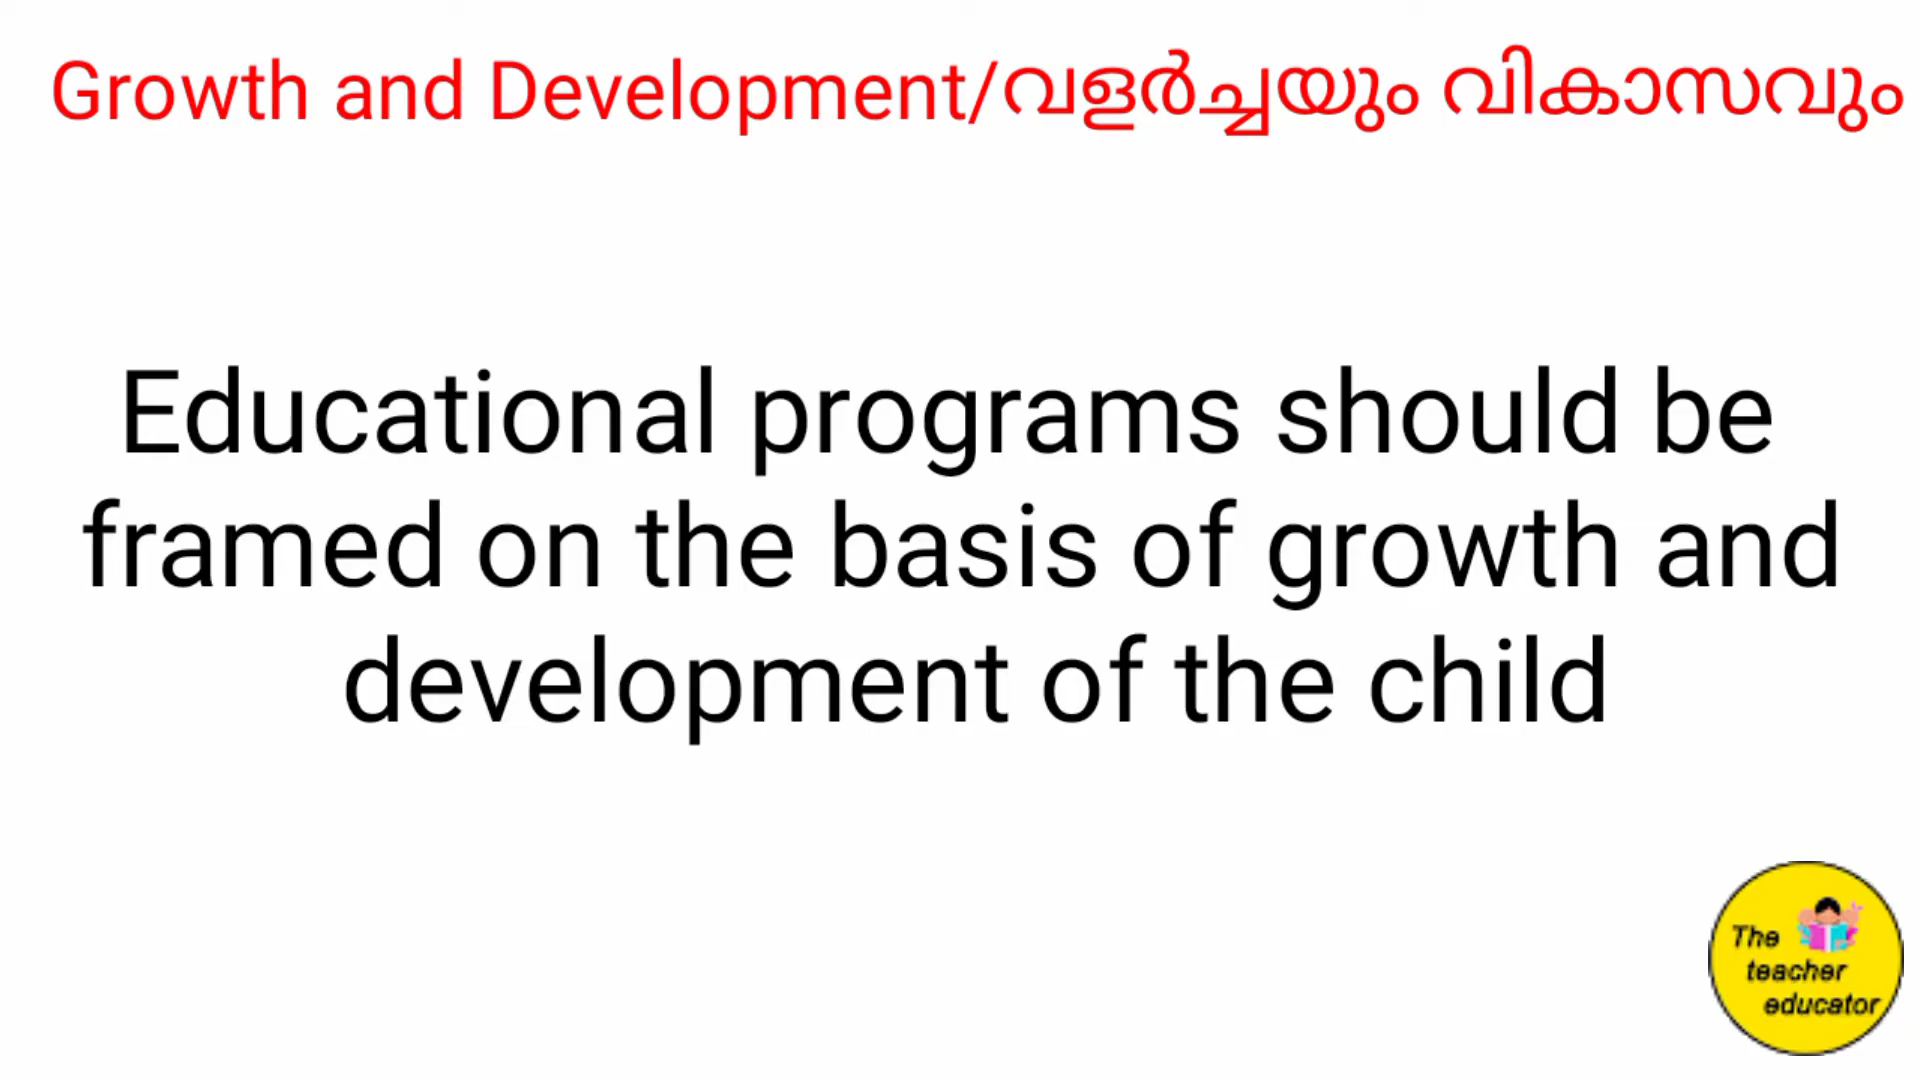 Growth and Development/വളർച്ചയും വികാസവും
Educational programs should be
framed on the basis of growth and
development of the child
The
teacher
educator